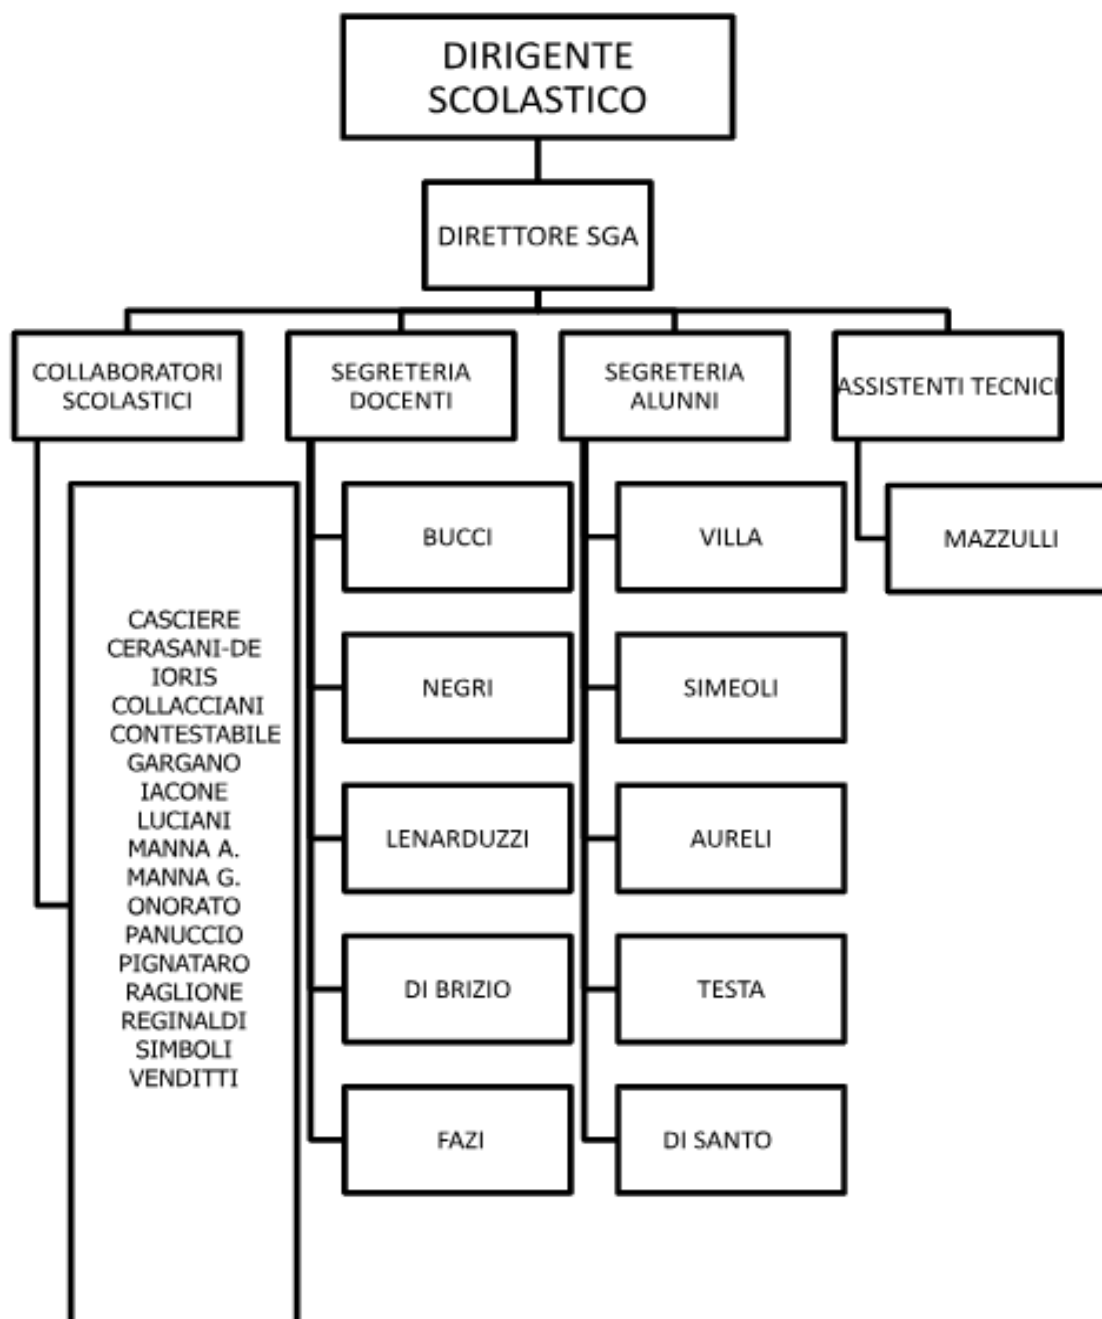 DIRIGENTE
SCOLASTICO
DIRETTORE SGA
COLLABORATORI
SCOLASTICI
SEGRETERIA
DOCENTI
SEGRETERIA
ALUNNI
ASSISTENTI TECNICI
CASCIERE
CERASANI-DE
IORIS
COLLACCIANI
CONTESTABILE
GARGANO
IACONE
LUCIANI
MANNA A.
MANNA G.
ONORATO
PANUCCIO
PIGNATARO
RAGLIONE
REGINALDI
SIMBOLI
VENDITTI
BUCCI
NEGRI
LENARDUZZI
DI BRIZIO
FAZI
VILLA
SIMEOLI
AURELI
TESTA
DI SANTO
MAZZULLI